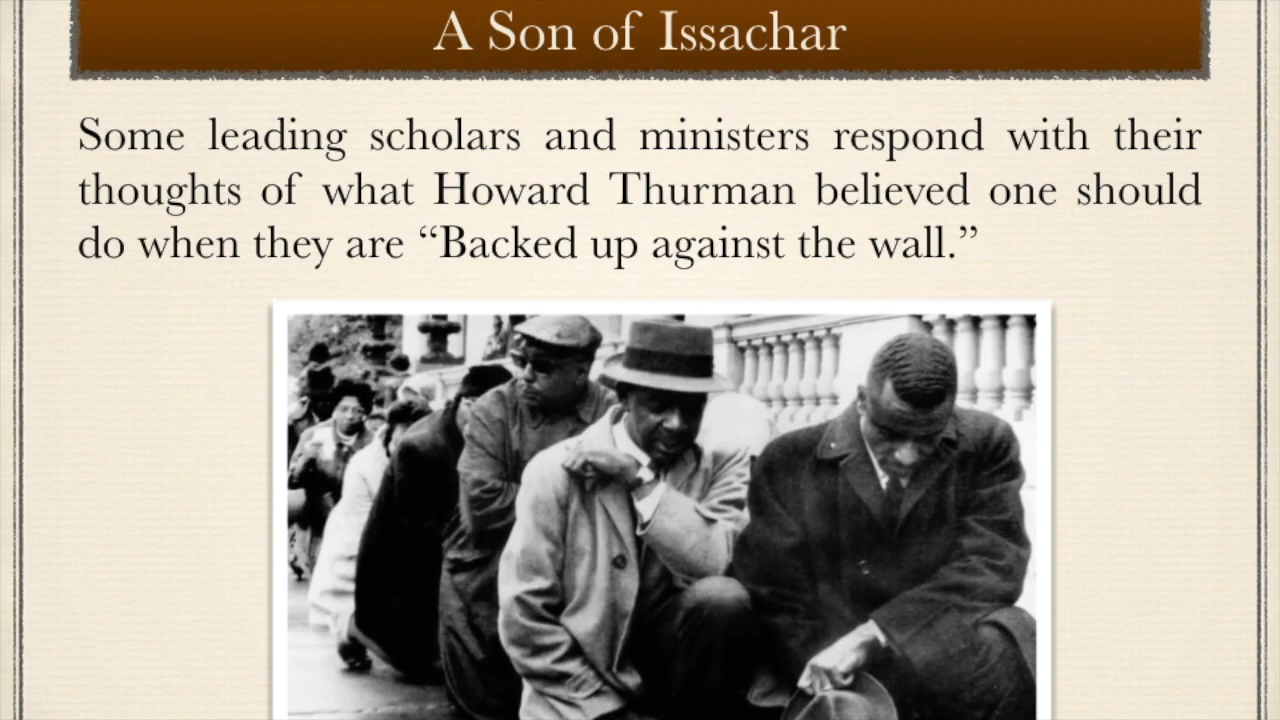 A Son of Issachar
Some leading scholars and ministers respond with their
thoughts of what Howard Thurman believed one should
do when they are “Backed up against the wall.”